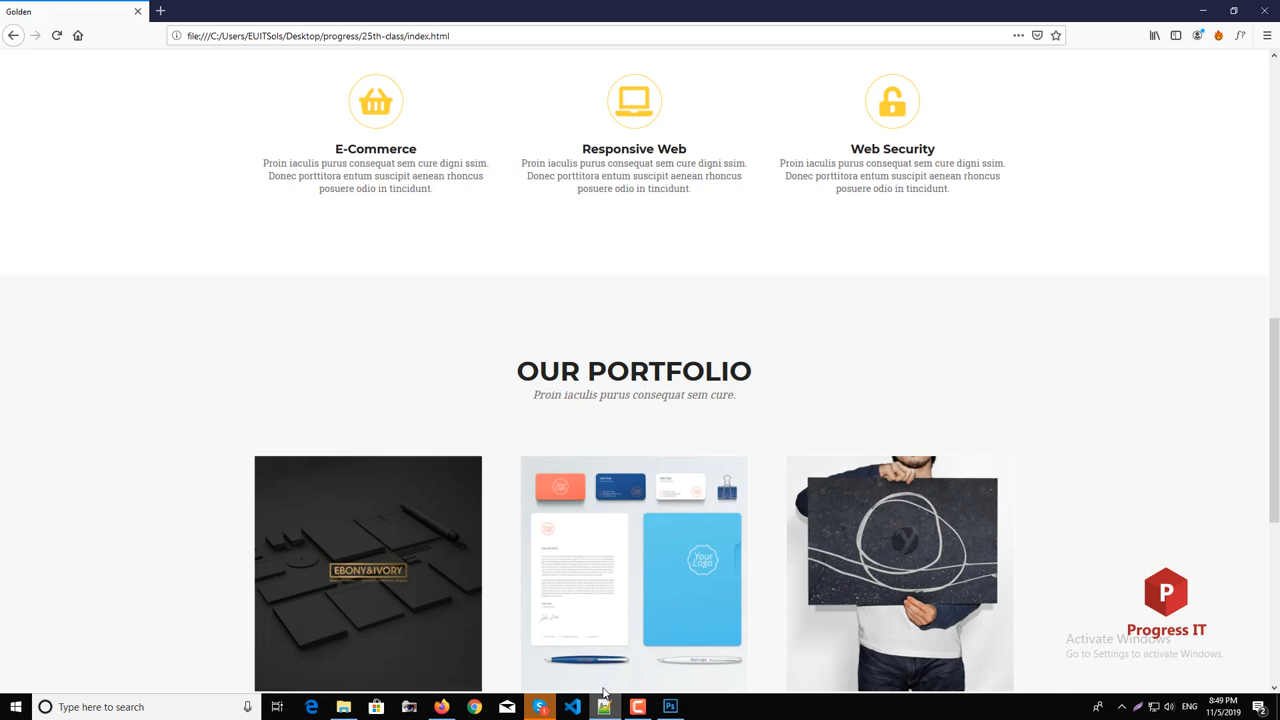 Golden
file:///C:/Users/EUITSols/Desktop/progress/25th-class/index.html
E-Commerce
Proin iaculis purus consequat sem cure digni ssim.
Donec porttitora entum suscipit aenean rhoncus
posuere odio in tincidunt.
Responsive Web
Proin iaculis purus consequat sem cure digni ssim.
Donec porttitora entum suscipit aenean rhoncus
posuere odio in tincidunt.
Web Security
Proin iaculis purus consequat sem cure digni ssim.
Donec porttitora entum suscipit aenean rhoncus
posuere odio in tincidunt.
OUR PORTFOLIO
Proin iaculis purus consequat sem cure.
EBONY&IVORY
Your
Logo
P
Progress IT
Activate Windows
Go to Settings to activate Windows.
Type here to search
ENG
8:49 PM
11/5/2019